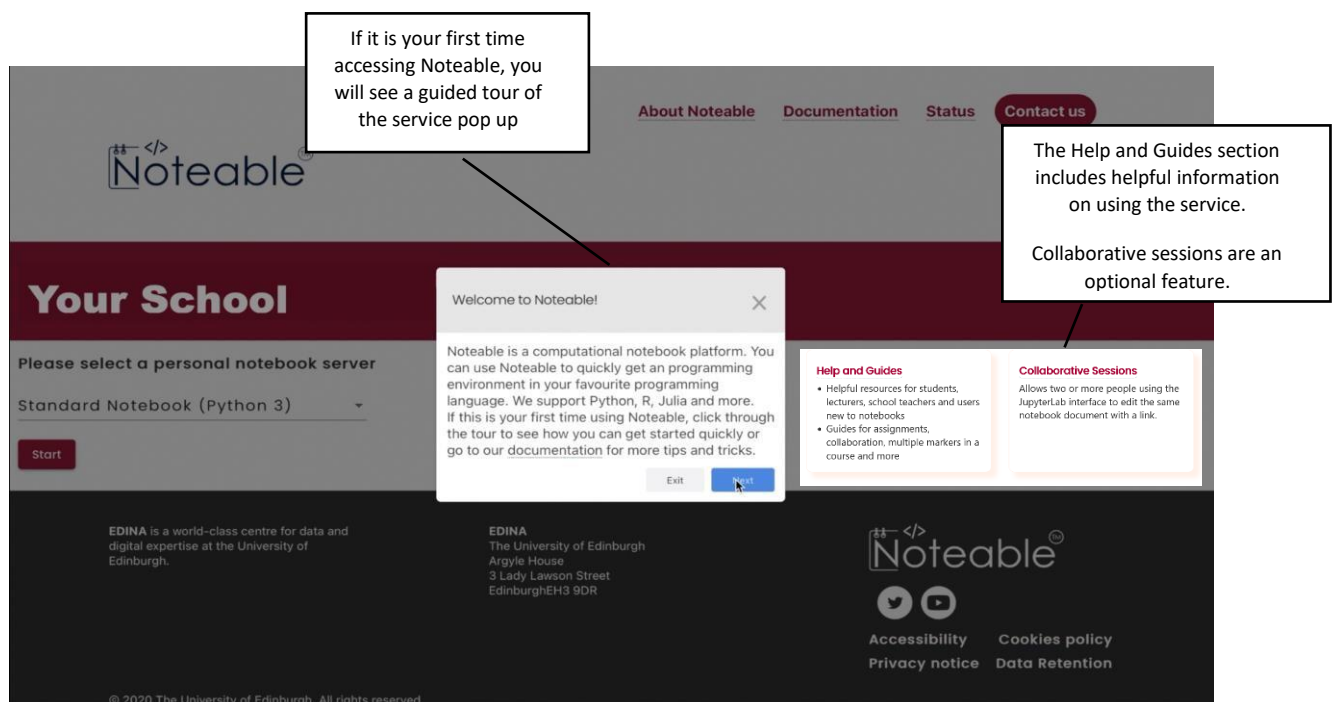 If it is your first time
accessing Noteable, you
will see a guided tour of
the service pop up
About Noteable
Documentation
Status
Contact us
</>
Noteable
The Help and Guides section
includes helpful information
on using the service.
Collaborative sessions are an
optional feature.
Your School
Welcome to Noteable!
Please select a personal notebook server
Standard Notebook (Python 3)
Start
Noteable is a computational notebook platform. You
can use Noteable to quickly get an programming
environment in your favourite programming
language. We support Python, R, Julia and more.
If this is your first time using Noteable, click through
the tour to see how you can get started quickly or
go to our documentation for more tips and tricks.
Exit
Next
Help and Guides
• Helpful resources for students,
lecturers, school teachers and users
new to notebooks
• Guides for assignments,
collaboration, multiple markers in a
course and more
Collaborative Sessions
Allows two or more people using the
JupyterLab interface to edit the same
notebook document with a link.
EDINA is a world-class centre for data and
digital expertise at the University of
Edinburgh.
EDINA
The University of Edinburgh
Argyle House
3 Lady Lawson Street
EdinburghEH3 9DR
</>
Noteable
Accessibility
Cookies policy
Privacy notice
Data Retention
© 2020 The University of Edinburgh. All rights reserved